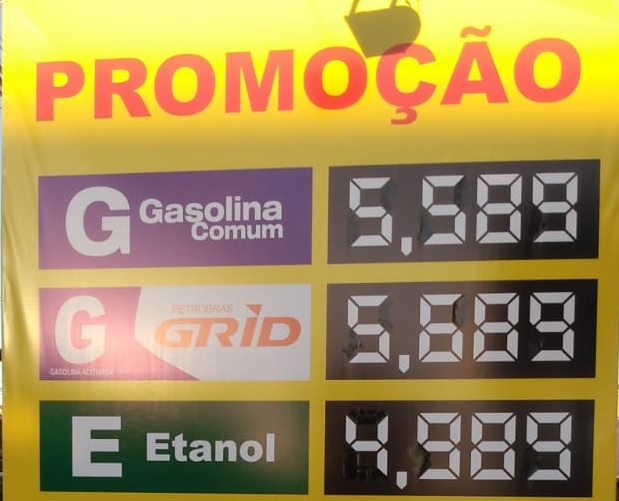 PROMOÇÃO
G Gasolina Comum 5,589
G PETROBRAS GRID GASOLINA ADITIVADA 5,689
E Etanol 4,989